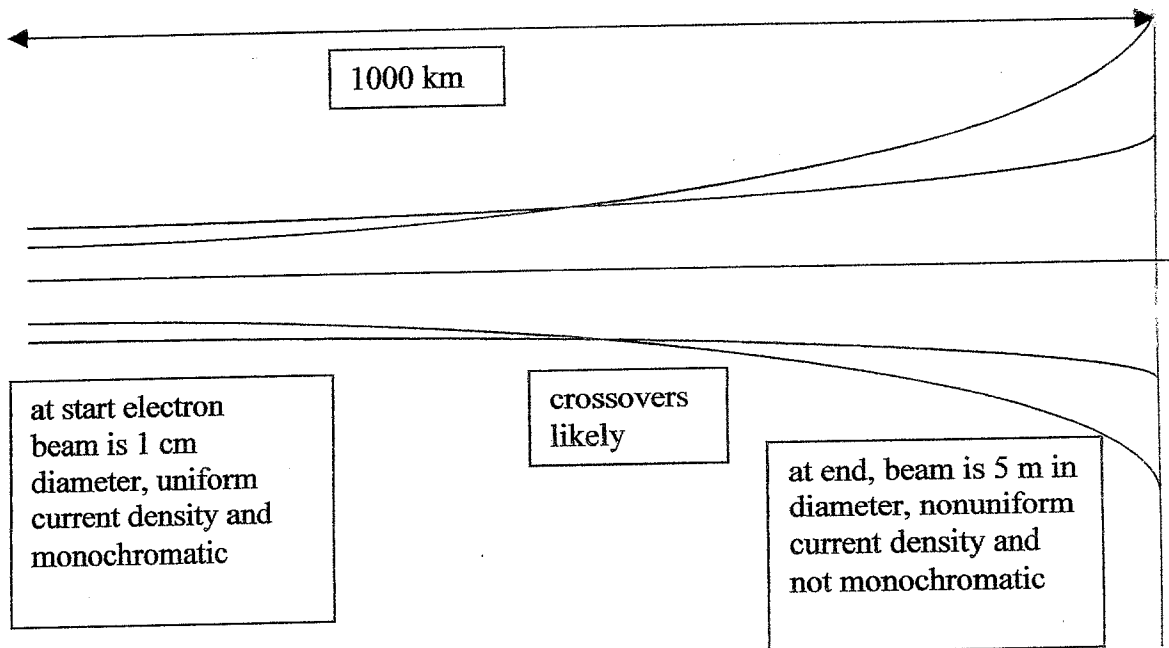 1000 km
at start electron
beam is 1 cm
diameter, uniform
current density and
monochromatic
crossovers
likely
at end, beam is 5 m in
diameter, nonuniform
current density and
not monochromatic